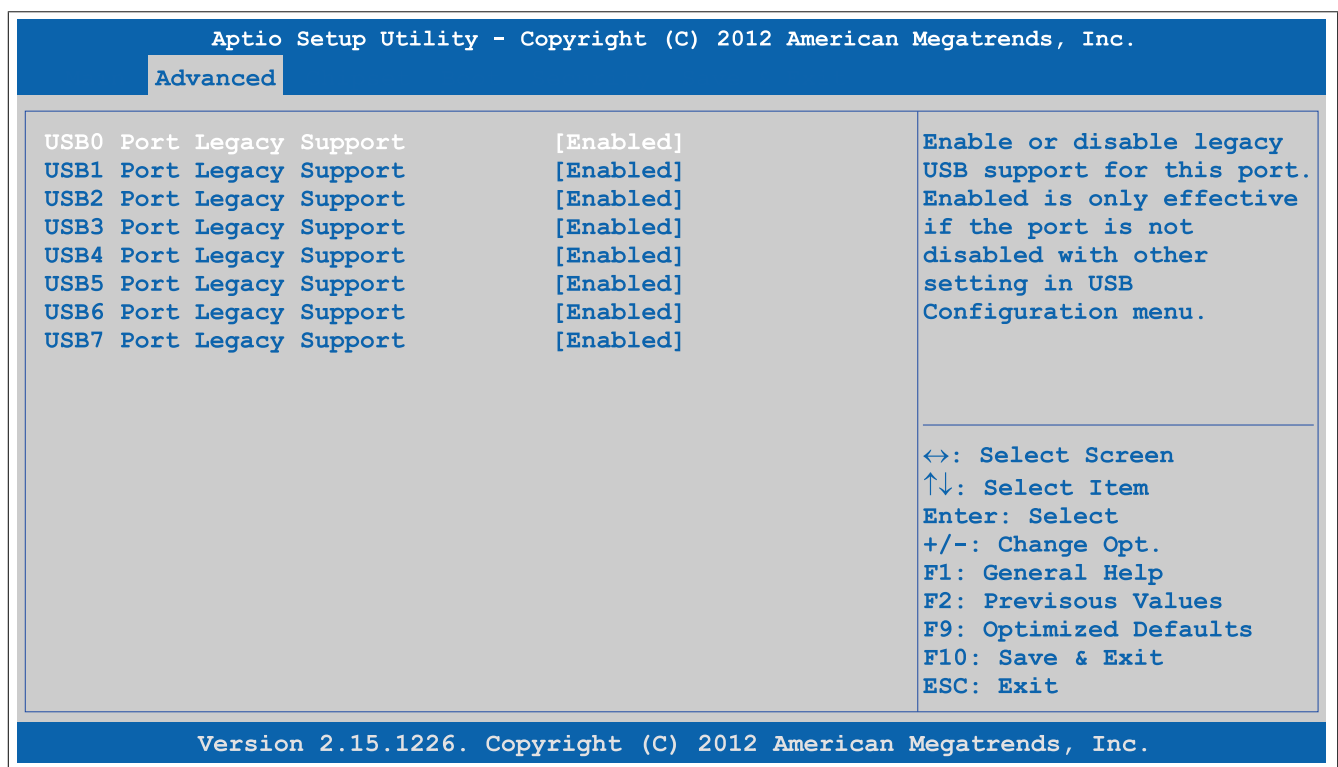 Aptio Setup Utility - Copyright (C) 2012 American Megatrends, Inc.
Advanced
USB0 Port Legacy Support [Enabled]
USB1 Port Legacy Support [Enabled]
USB2 Port Legacy Support [Enabled]
USB3 Port Legacy Support [Enabled]
USB4 Port Legacy Support [Enabled]
USB5 Port Legacy Support [Enabled]
USB6 Port Legacy Support [Enabled]
USB7 Port Legacy Support [Enabled]
Enable or disable legacy
USB support for this port.
Enabled is only effective
if the port is not
disabled with other
setting in USB
Configuration menu.
↔: Select Screen
↑↓: Select Item
Enter: Select
+/-: Change Opt.
F1: General Help
F2: Previsous Values
F9: Optimized Defaults
F10: Save & Exit
ESC: Exit
Version 2.15.1226. Copyright (C) 2012 American Megatrends, Inc.